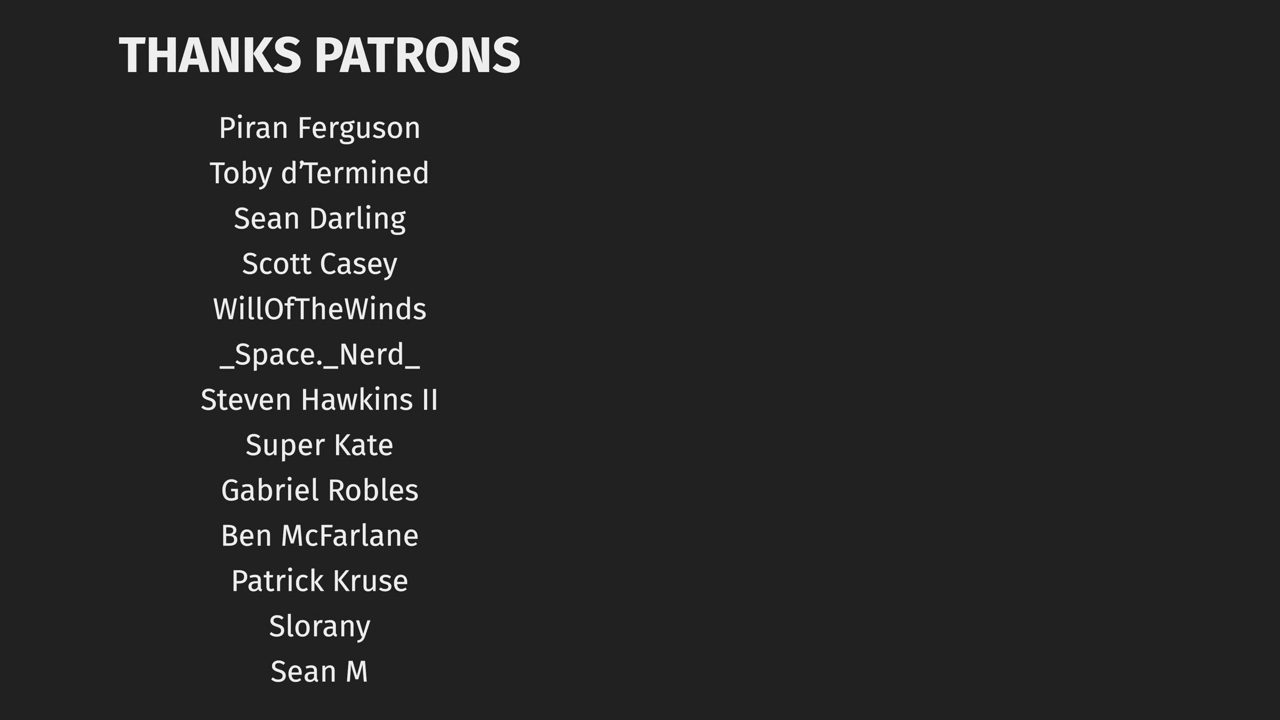 THANKS PATRONS
Piran Ferguson
Toby d’Termined
Sean Darling
Scott Casey
WillOfTheWinds
_Space._Nerd_
Steven Hawkins II
Super Kate
Gabriel Robles
Ben McFarlane
Patrick Kruse
Slorany
Sean M